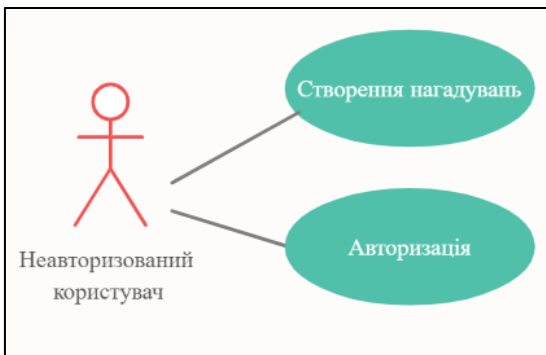 Створення нагадувань
Авторизація
Неавторизований
користувач